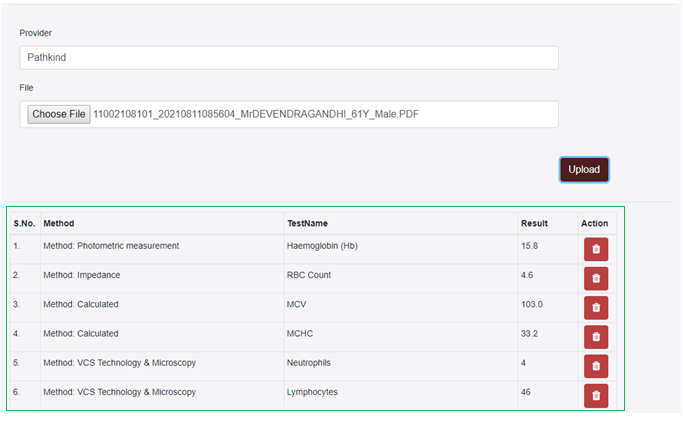 Provider
Pathkind
File
Choose File 11002108101_20210811085604_MrDEVENDRAGANDHI_61Y_Male.PDF
Upload
S.No. Method TestName Result Action
1. Method: Photometric measurement Haemoglobin (Hb) 15.8
2. Method: Impedance RBC Count 4.6
3. Method: Calculated MCV 103.0
4. Method: Calculated MCHC 33.2
5. Method: VCS Technology & Microscopy Neutrophils 4
6. Method: VCS Technology & Microscopy Lymphocytes 46